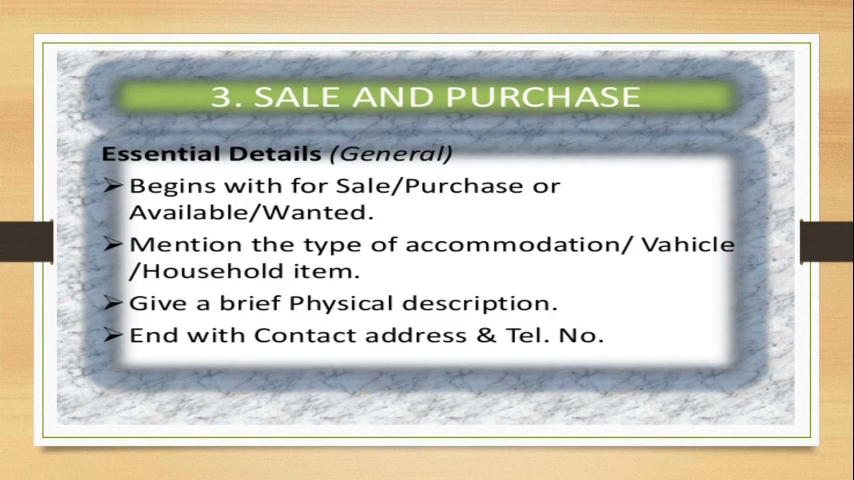 3. SALE AND PURCHASE
Essential Details (General)
➢Begins with for Sale/Purchase or
Available/Wanted.
➢Mention the type of accommodation/ Vahicle
/Household item.
➢Give a brief Physical description.
➢End with Contact address & Tel. No.